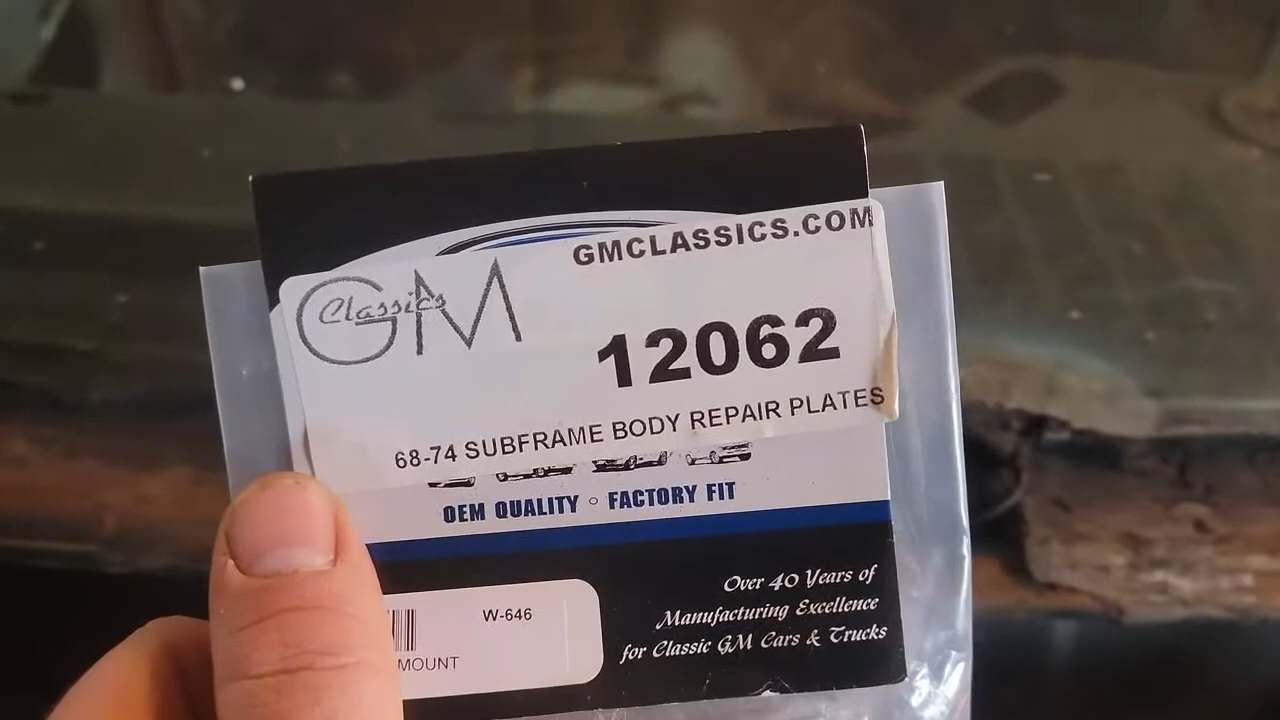 GMCLASSICS.COM
GM
Classics
12062
68-74 SUBFRAME BODY REPAIR PLATES
OEM QUALITY ◦ FACTORY FIT
Over 40 Years of
Manufacturing Excellence
for Classic GM Cars & Trucks
W-646
MOUNT